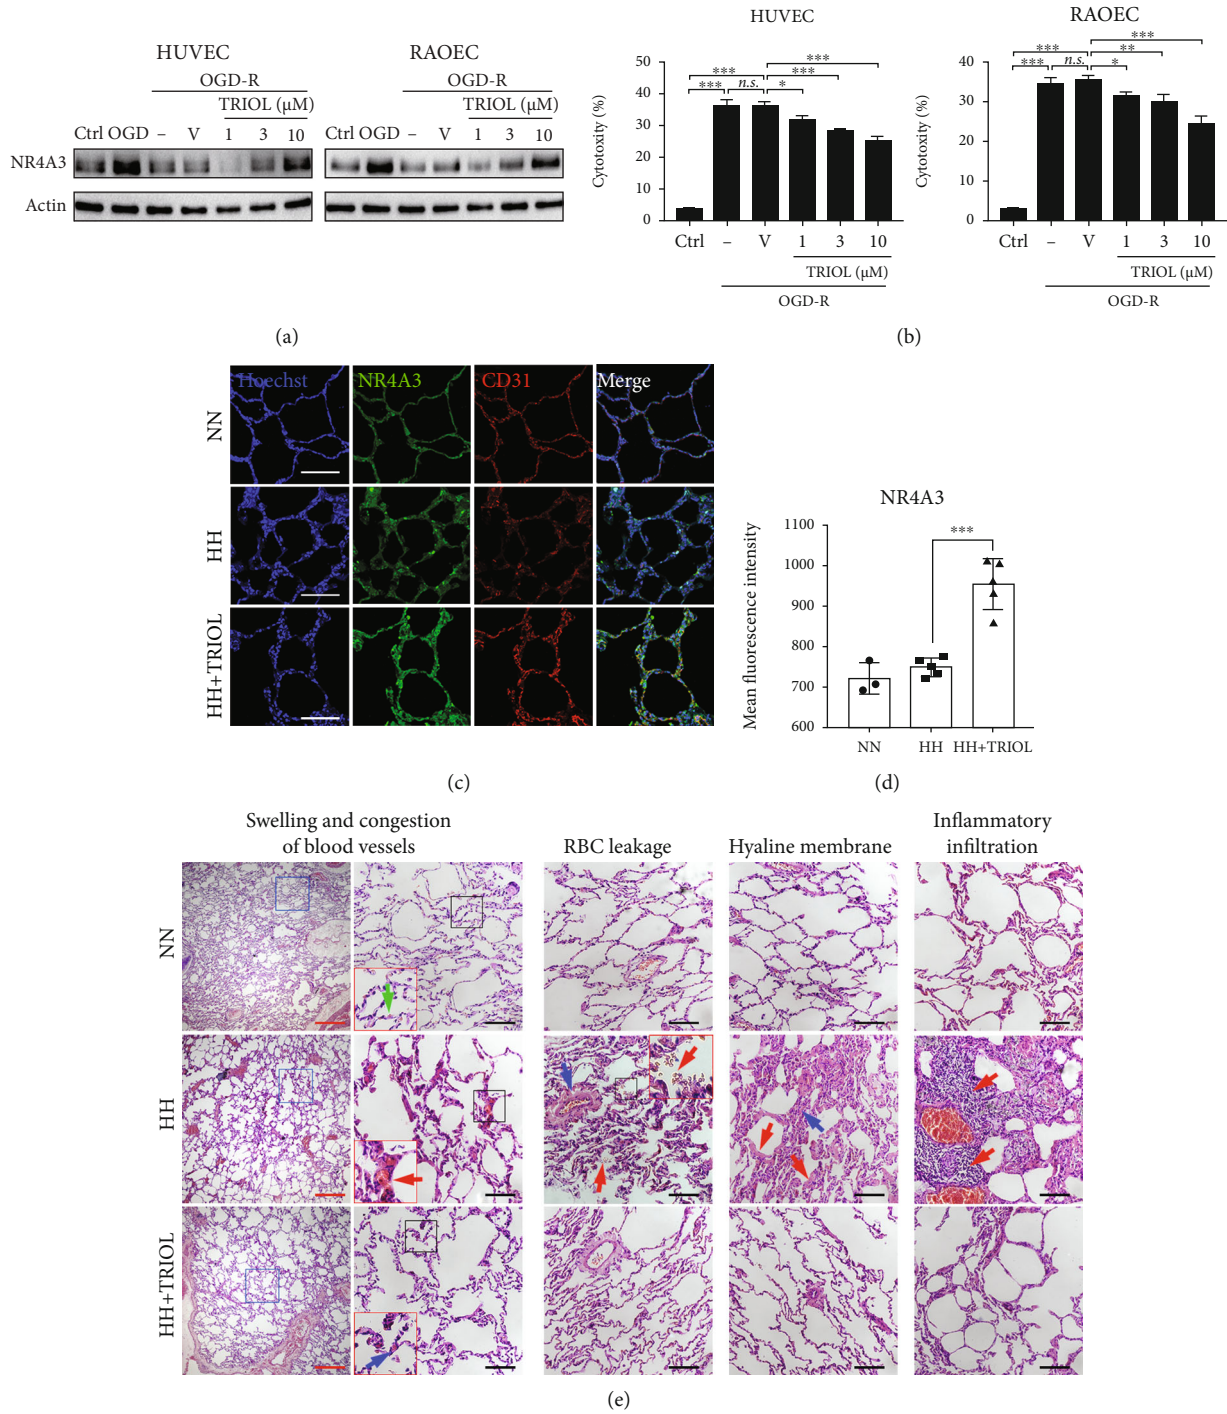 HUVEC
RAOEC
OGD-R
OGD-R
TRIOL (μM)
TRIOL (μM)
Ctrl OGD – V 1 3 10
Ctrl OGD – V 1 3 10
NR4A3
Actin
(a)
HUVEC
***
*** ***
*** n.s. *
50
40
30
20
10
0
Cytotoxity (%)
Ctrl – V 1 3 10
TRIOL (μM)
OGD-R
RAOEC
***
*** **
*** n.s. *
40
30
20
10
0
Cytotoxity (%)
Ctrl – V 1 3 10
TRIOL (μM)
OGD-R
(b)
Hoechst NR4A3 CD31 Merge
NN
HH
HH+TRIOL
(c)
NR4A3
***
1100
1000
900
800
700
600
Mean fluorescence intensity
NN HH HH+TRIOL
(d)
Swelling and congestion
of blood vessels
RBC leakage
Hyaline membrane
Inflammatory
infiltration
NN
HH
HH+TRIOL
(e)